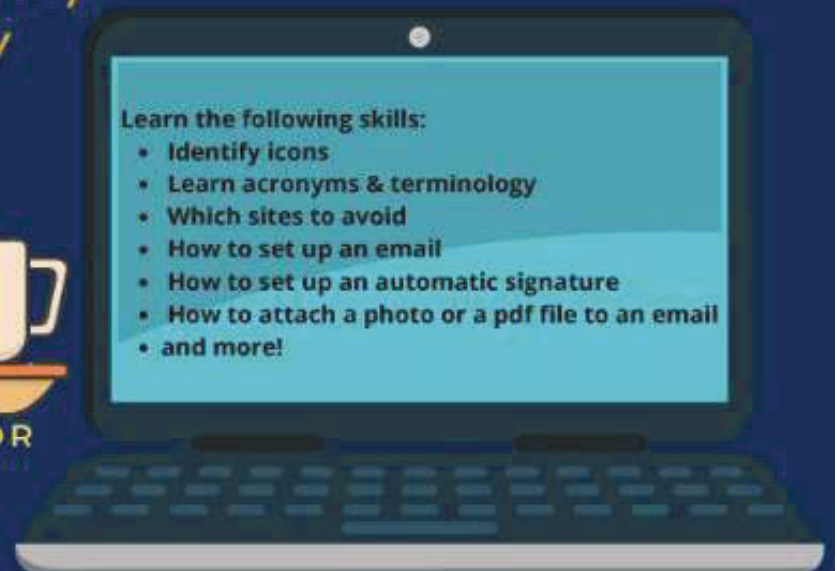 Learn the following skills:
• Identify icons
• Learn acronyms & terminology
• Which sites to avoid
• How to set up an email
• How to set up an automatic signature
• How to attach a photo or a pdf file to an email
• and more!